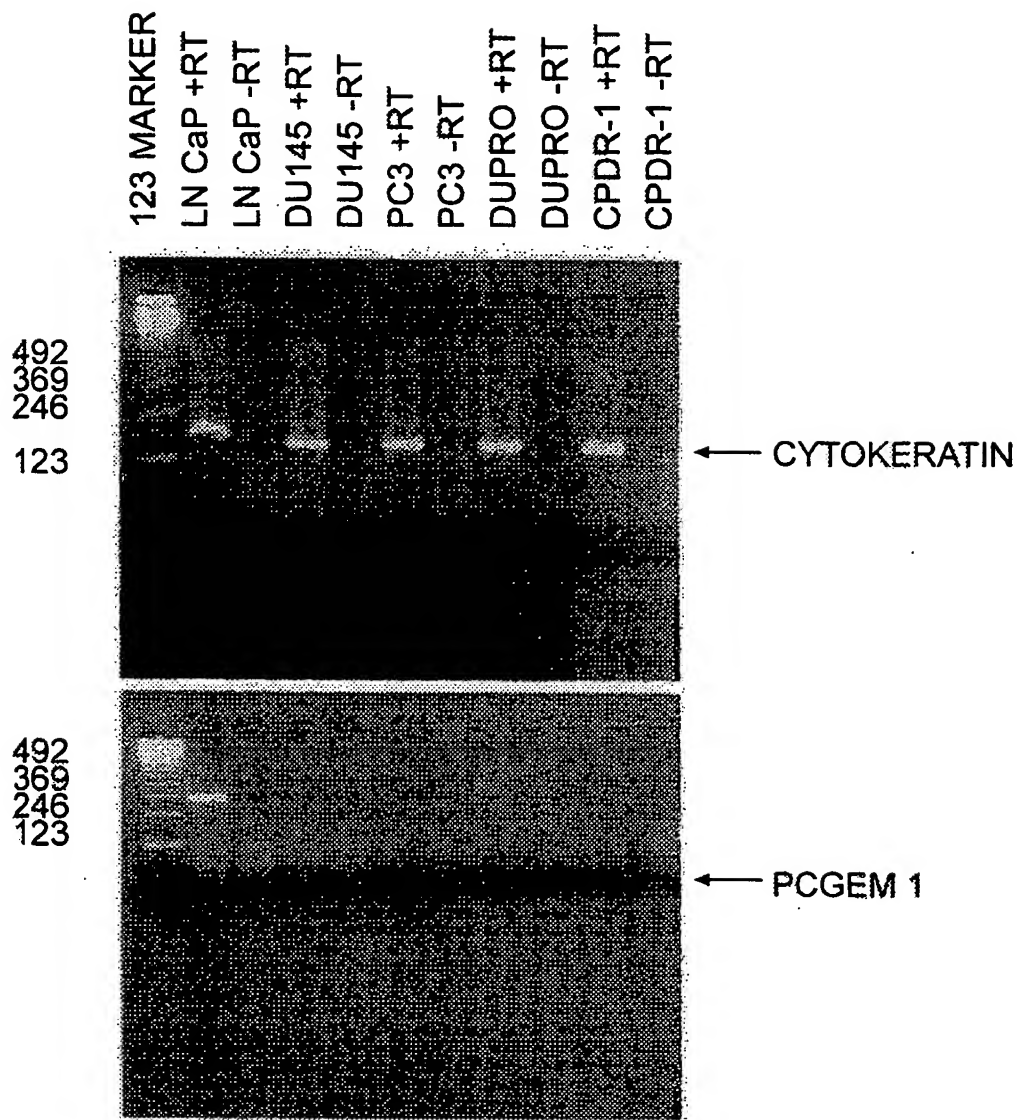 123 MARKER
LN CaP +RT
LN CaP -RT
DU145 +RT
DU145 -RT
PC3 +RT
PC3 -RT
DUPRO +RT
DUPRO -RT
CPDR-1 +RT
CPDR-1 -RT
492
369
246
123
CYTOKERATIN
492
369
246
123
PCGEM 1